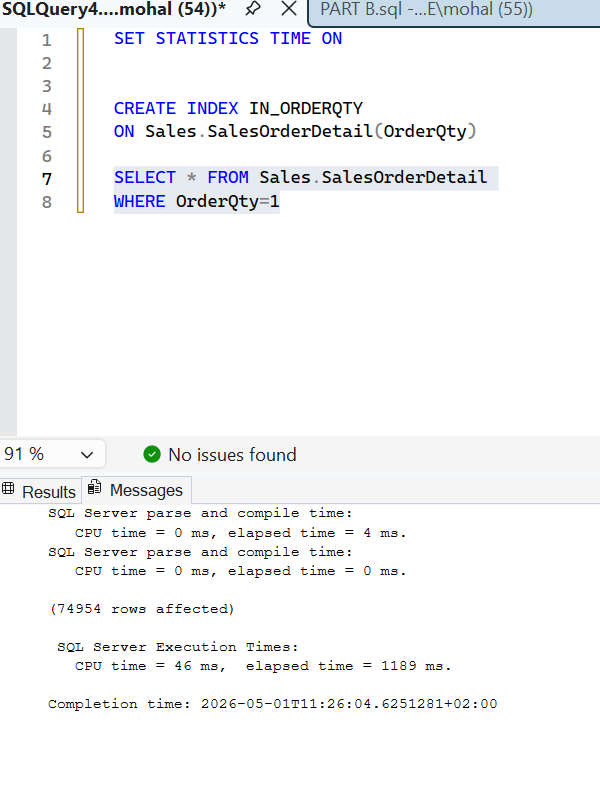 SQLQuery4....mohal (54))*
PART B.sql -...E\mohal (55))
1 SET STATISTICS TIME ON
2
3
4 CREATE INDEX IN_ORDERQTY
5 ON Sales.SalesOrderDetail(OrderQty)
6
7 SELECT * FROM Sales.SalesOrderDetail
8 WHERE OrderQty=1
91 %
No issues found
Results
Messages
SQL Server parse and compile time:
CPU time = 0 ms, elapsed time = 4 ms.
SQL Server parse and compile time:
CPU time = 0 ms, elapsed time = 0 ms.
(74954 rows affected)
SQL Server Execution Times:
CPU time = 46 ms,  elapsed time = 1189 ms.
Completion time: 2026-05-01T11:26:04.6251281+02:00